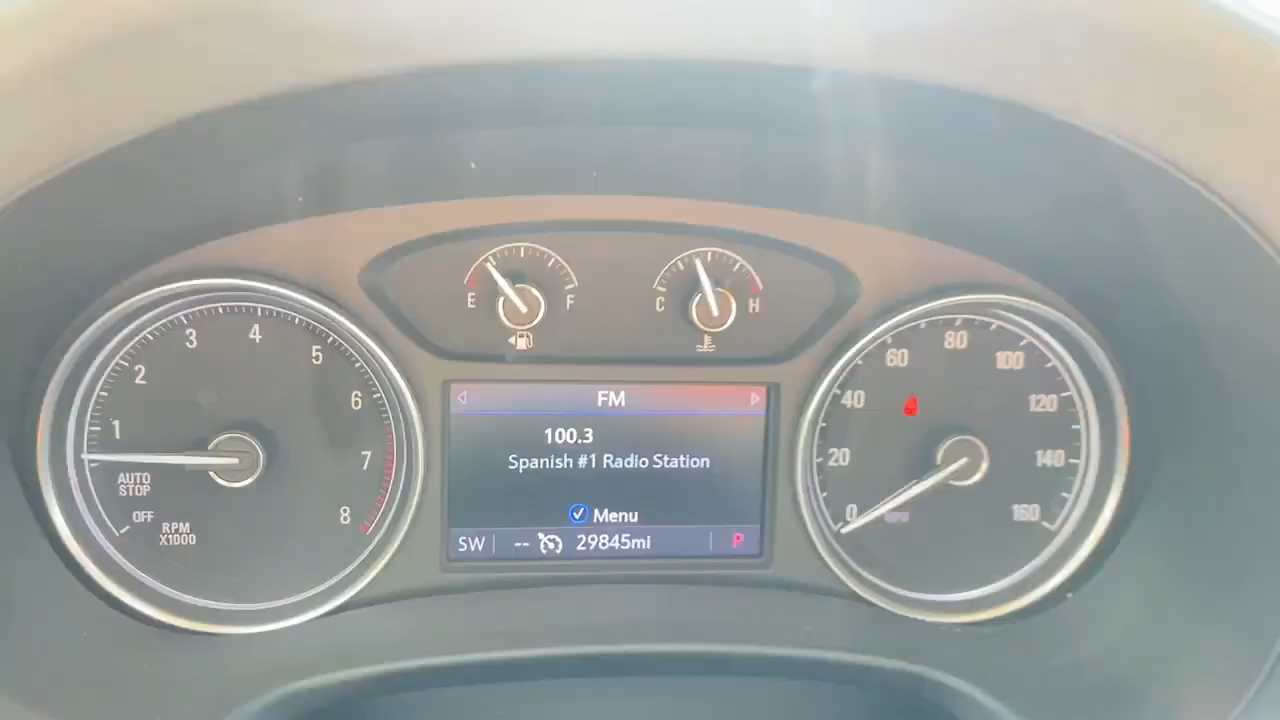 E F
C H
1 2 3 4 5 6 7 8
AUTO
STOP
OFF
RPM
X1000
FM
100.3
Spanish #1 Radio Station
Menu
SW -- 29845mi P
0 20 40 60 80 100 120 140 160
MPH